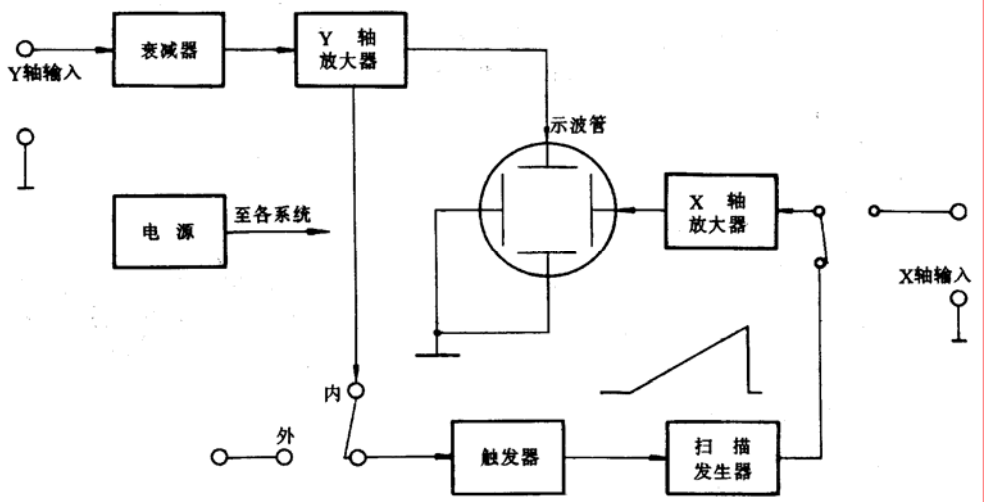 Y轴输入
衰减器
Y 轴
放大器
示波管
电 源
至各系统
X 轴
放大器
X轴输入
内
外
触发器
扫 描
发生器